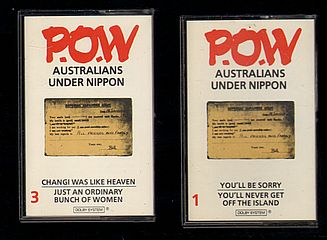 P.O.W
AUSTRALIANS
UNDER NIPPON
CHANGI WAS LIKE HEAVEN
3
JUST AN ORDINARY
BUNCH OF WOMEN
DOLBY SYSTEM
P.O.W
AUSTRALIANS
UNDER NIPPON
YOU'LL BE SORRY
1
YOU'LL NEVER GET
OFF THE ISLAND
DOLBY SYSTEM